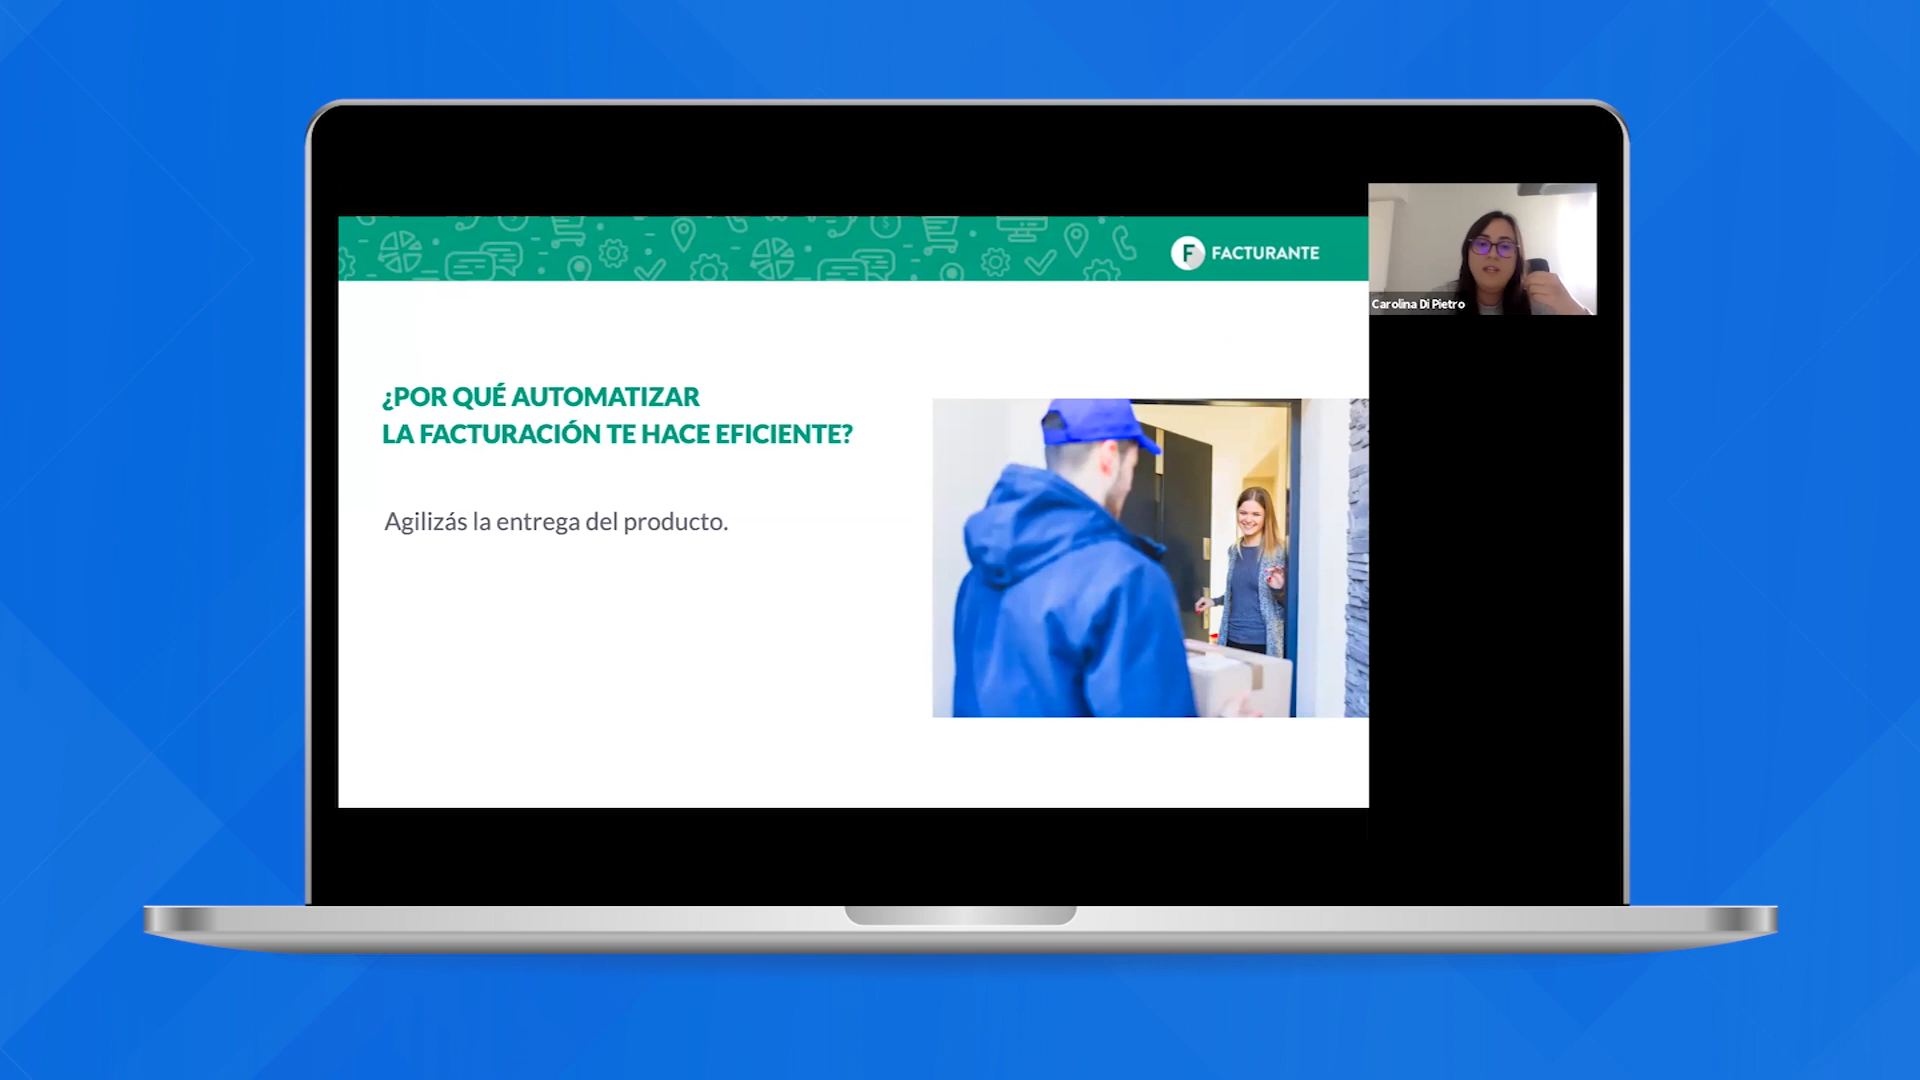 F FACTURANTE
Carolina Di Pietro
¿POR QUÉ AUTOMATIZAR
LA FACTURACIÓN TE HACE EFICIENTE?
Agilizás la entrega del producto.